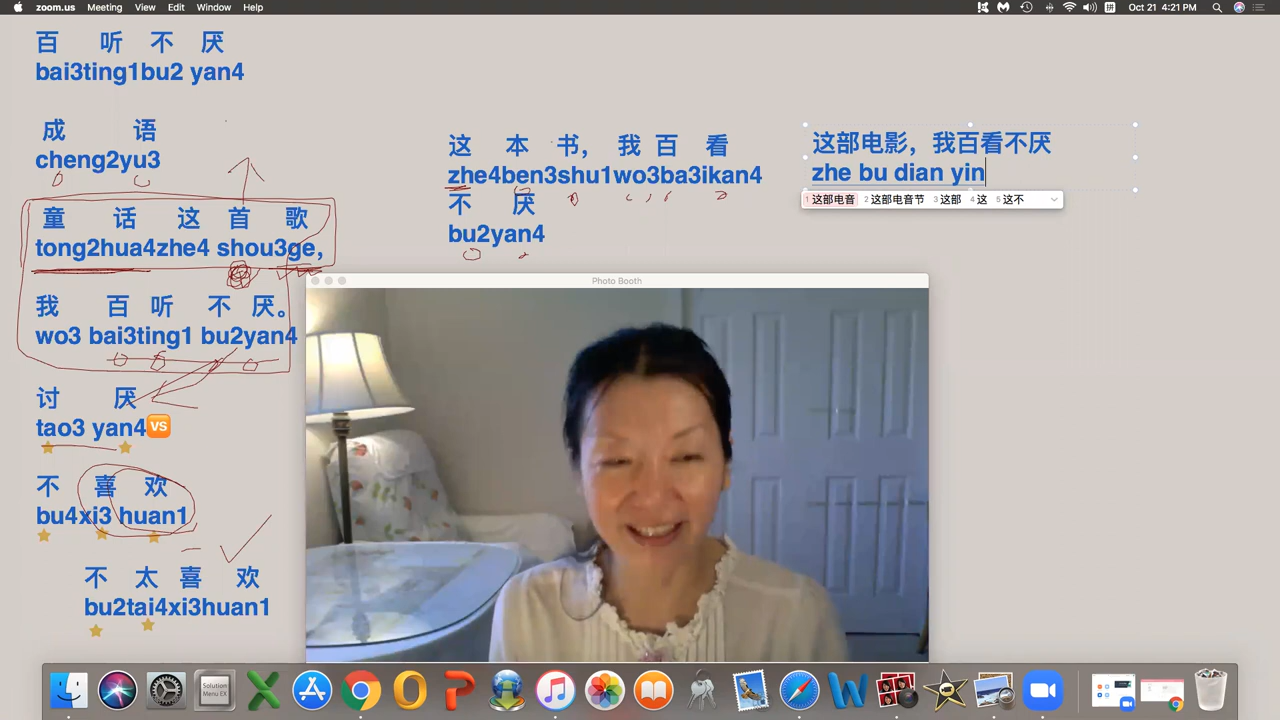 zoom.us Meeting View Edit Window Help
Oct 21 4:21 PM
百 听 不 厌
bai3ting1bu2 yan4
成 语
cheng2yu3
童 话 这 首 歌
tong2hua4zhe4 shou3ge,
我 百 听 不 厌。
wo3 bai3ting1 bu2yan4
讨 厌
tao3 yan4 VS
不 喜 欢
bu4xi3 huan1
不 太 喜 欢
bu2tai4xi3huan1
这 本 书, 我 百 看
zhe4ben3shu1wo3ba3ikan4
不 厌
bu2yan4
这部电影，我百看不厌
zhe bu dian yin
1 这部电音 2 这部电音节 3 这部 4 这 5 这不
Photo Booth
Solution
Menu EX